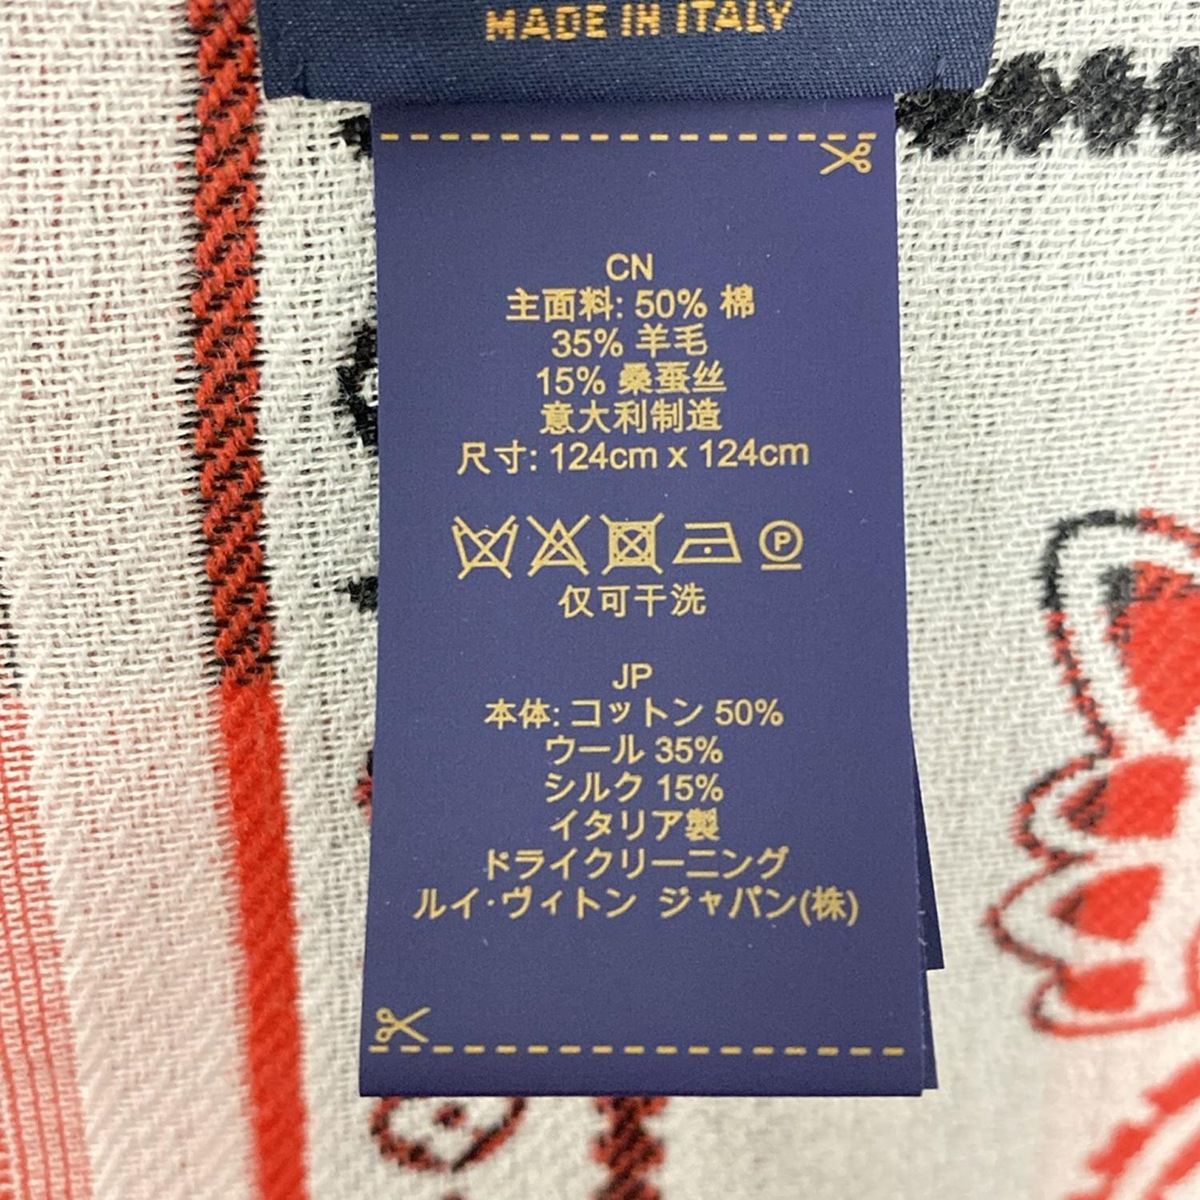 MADE IN ITALY
CN
主面料: 50% 棉
35% 羊毛
15% 桑蚕丝
意大利制造
尺寸: 124cm x 124cm
P
仅可干洗
JP
本体: コットン 50%
ウール 35%
シルク 15%
イタリア製
ドライクリーニング
ルイ·ヴィトン ジャパン(株)